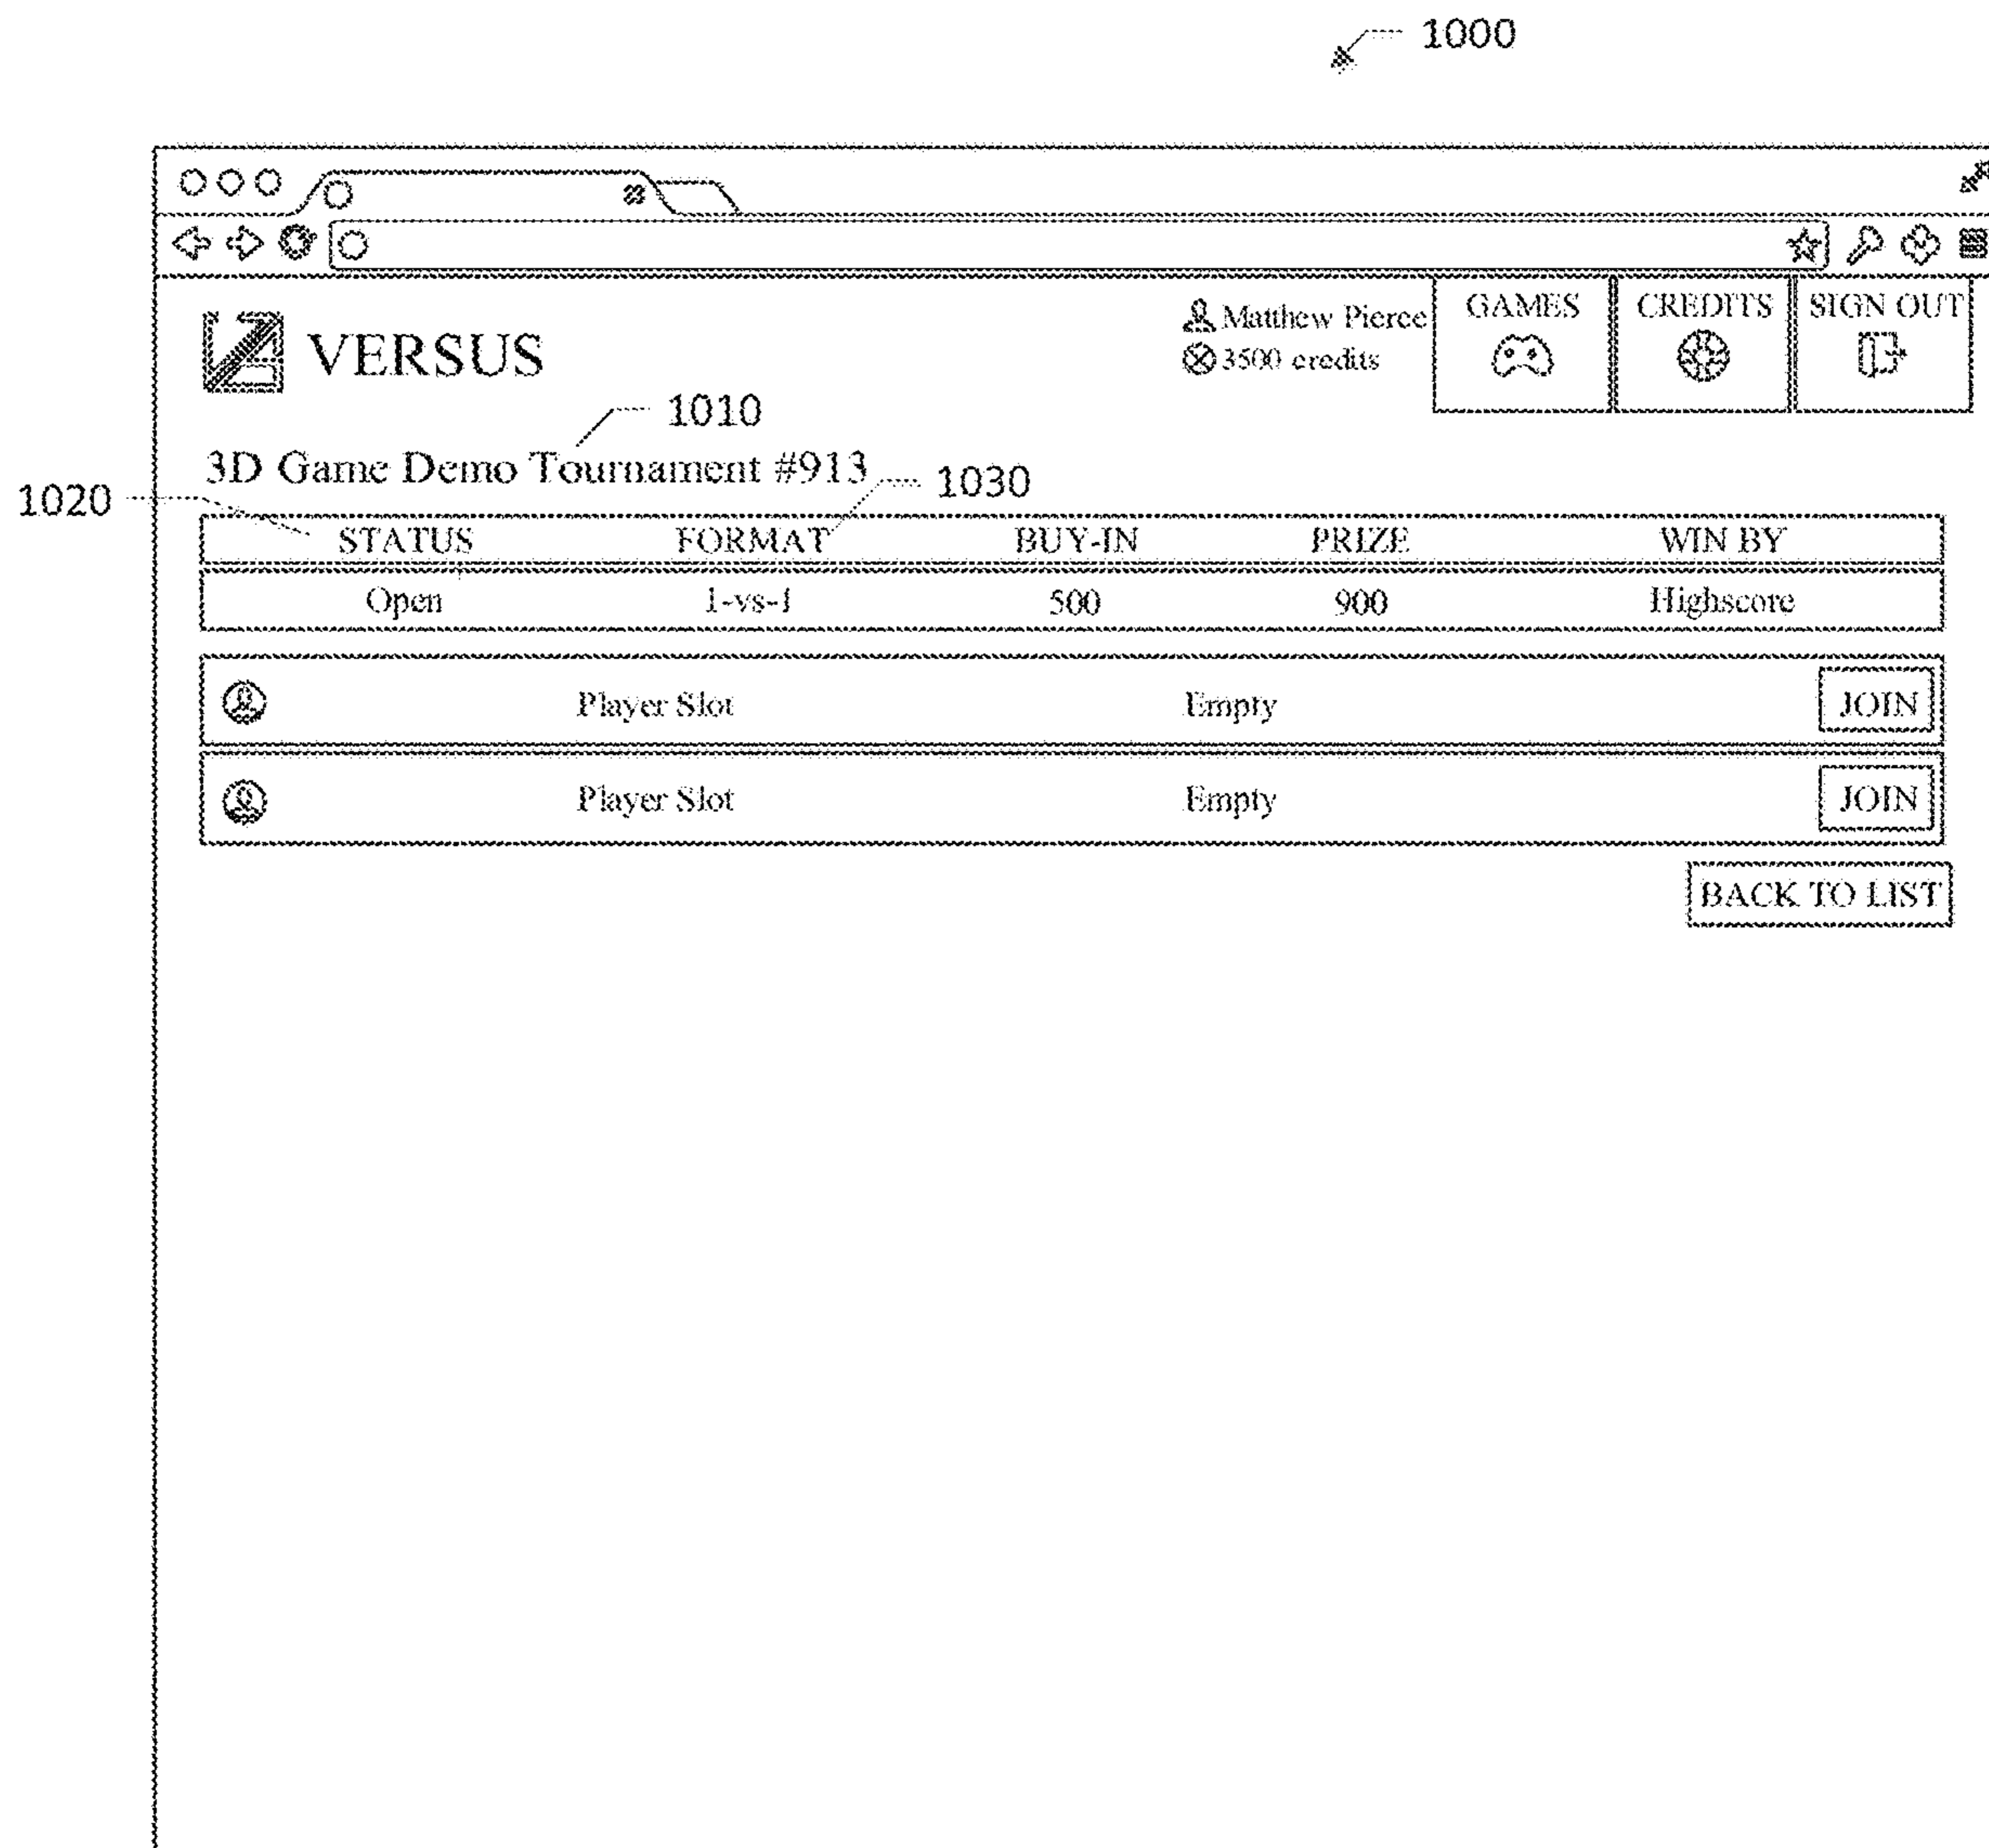 1000
GAMES CREDITS SIGN OUT
Matthew Pierce
VERSUS
3500 credits
1010
3D Game Demo Tournament #913
1020
1030
STATUS FORMAT BUY-IN PRIZE WIN BY
Open 1-vs-1 500 900 Highscore
Player Slot Empty JOIN
Player Slot Empty JOIN
BACK TO LIST